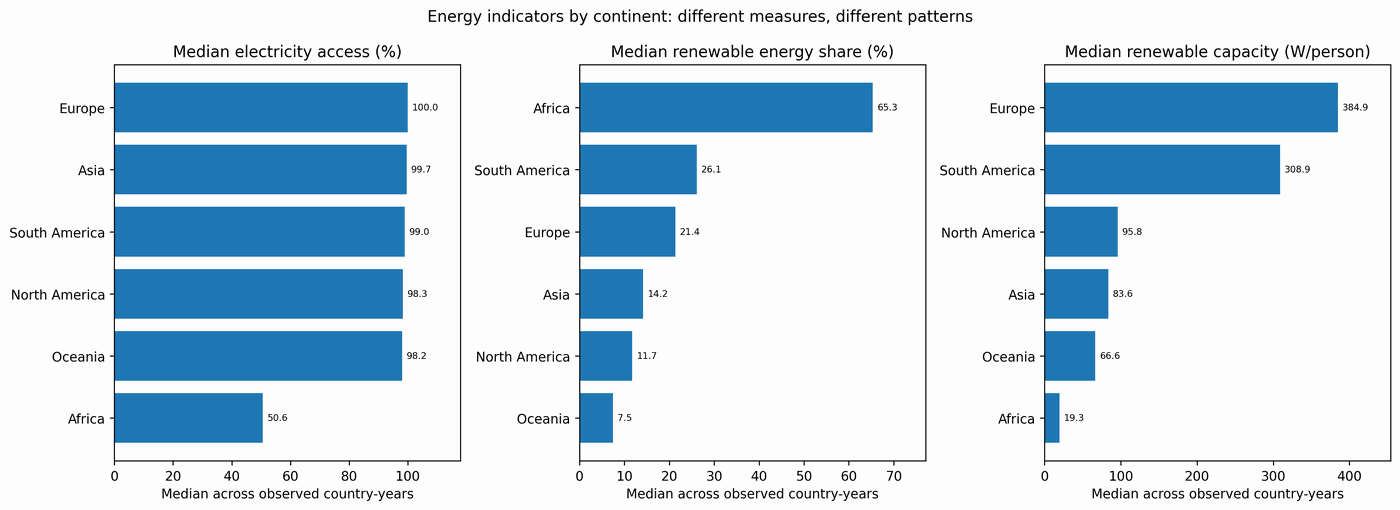 Energy indicators by continent: different measures, different patterns
Median electricity access (%)
Europe 100.0
Asia 99.7
South America 99.0
North America 98.3
Oceania 98.2
Africa 50.6
0 20 40 60 80 100
Median across observed country-years
Median renewable energy share (%)
Africa 65.3
South America 26.1
Europe 21.4
Asia 14.2
North America 11.7
Oceania 7.5
0 10 20 30 40 50 60 70
Median across observed country-years
Median renewable capacity (W/person)
Europe 384.9
South America 308.9
North America 95.8
Asia 83.6
Oceania 66.6
Africa 19.3
0 100 200 300 400
Median across observed country-years